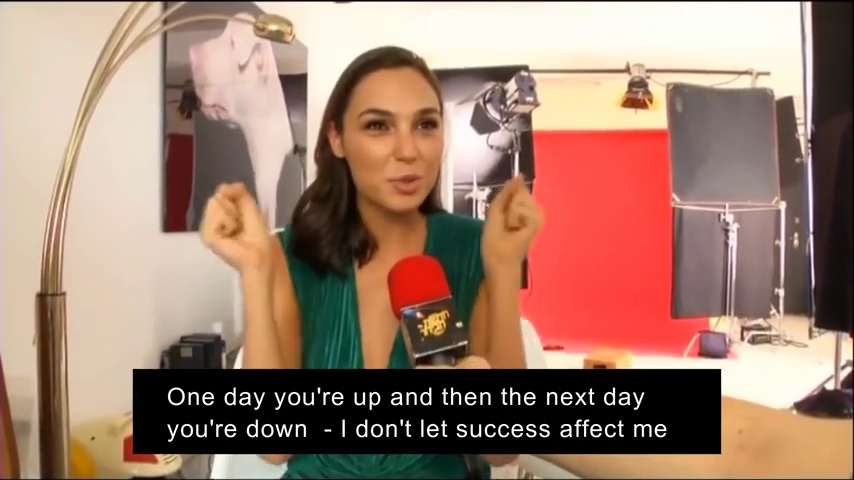 One day you're up and then the next day
you're down  - I don't let success affect me